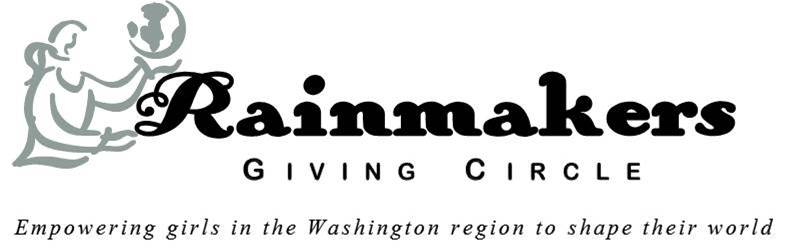 Rainmakers
GIVING CIRCLE
Empowering girls in the Washington region to shape their world